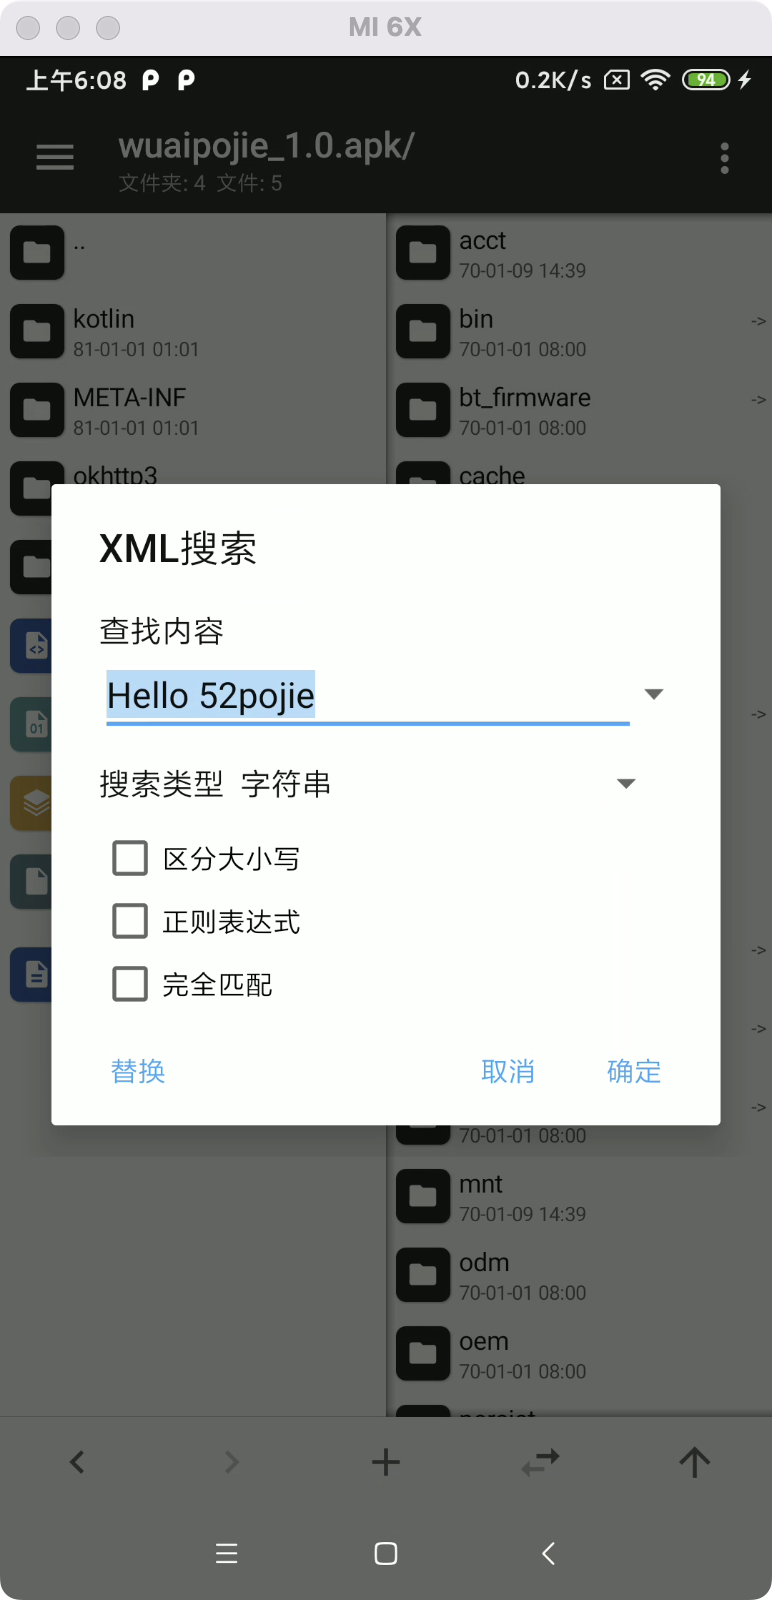 MI 6X
上午6:08
0.2K/s
94
wuaipojie_1.0.apk/
文件夹: 4 文件: 5
..
acct
70-01-09 14:39
kotlin
81-01-01 01:01
bin
70-01-01 08:00
->
META-INF
81-01-01 01:01
bt_firmware
70-01-01 08:00
->
okhttp3
cache
XML搜索
查找内容
Hello 52pojie
->
搜索类型 字符串
01
区分大小写
正则表达式
->
完全匹配
->
替换
取消
确定
->
70-01-01 08:00
mnt
70-01-09 14:39
odm
70-01-01 08:00
oem
70-01-01 08:00